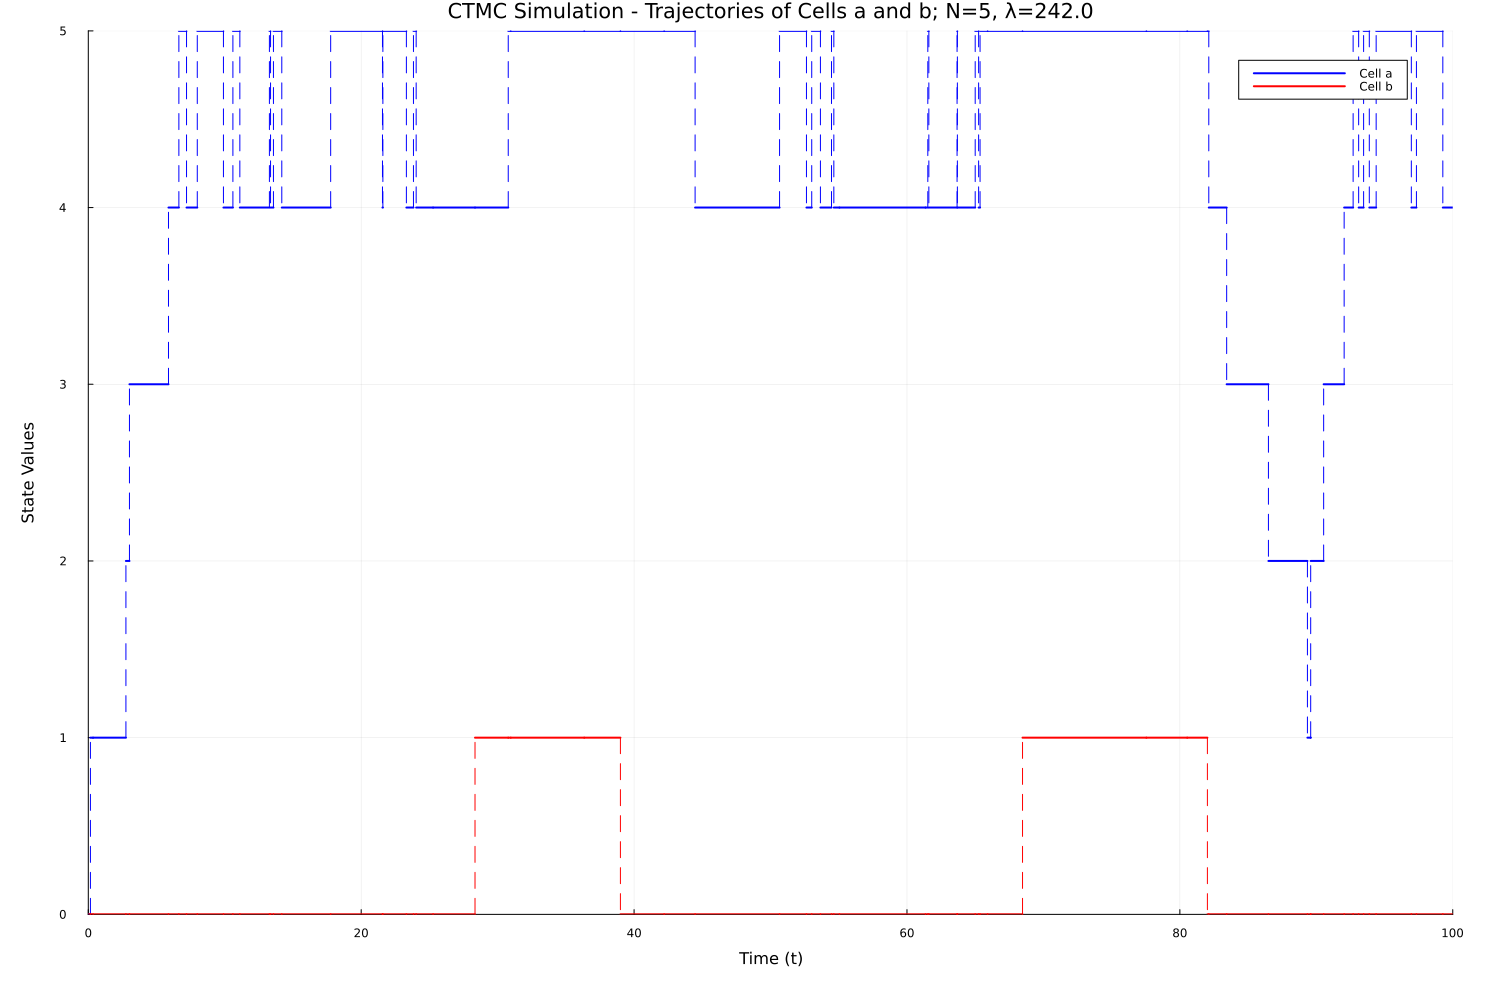 CTMC Simulation - Trajectories of Cells a and b; N=5, λ=242.0
5
Cell a
Cell b
4
3
State Values
2
1
0
0 20 40 60 80 100
Time (t)